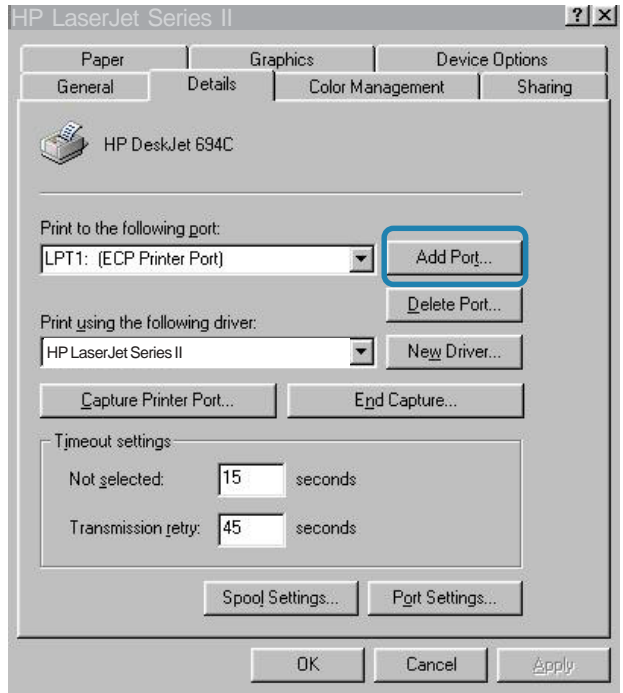 HP LaserJet Series II
Paper Graphics Device Options
General Details Color Management Sharing
HP DeskJet 694C
Print to the following port:
LPT1: (ECP Printer Port) Add Port...
Delete Port...
Print using the following driver:
HP LaserJet Series II New Driver...
Capture Printer Port... End Capture...
Timeout settings
Not selected: 15 seconds
Transmission retry: 45 seconds
Spool Settings... Port Settings...
OK Cancel Apply